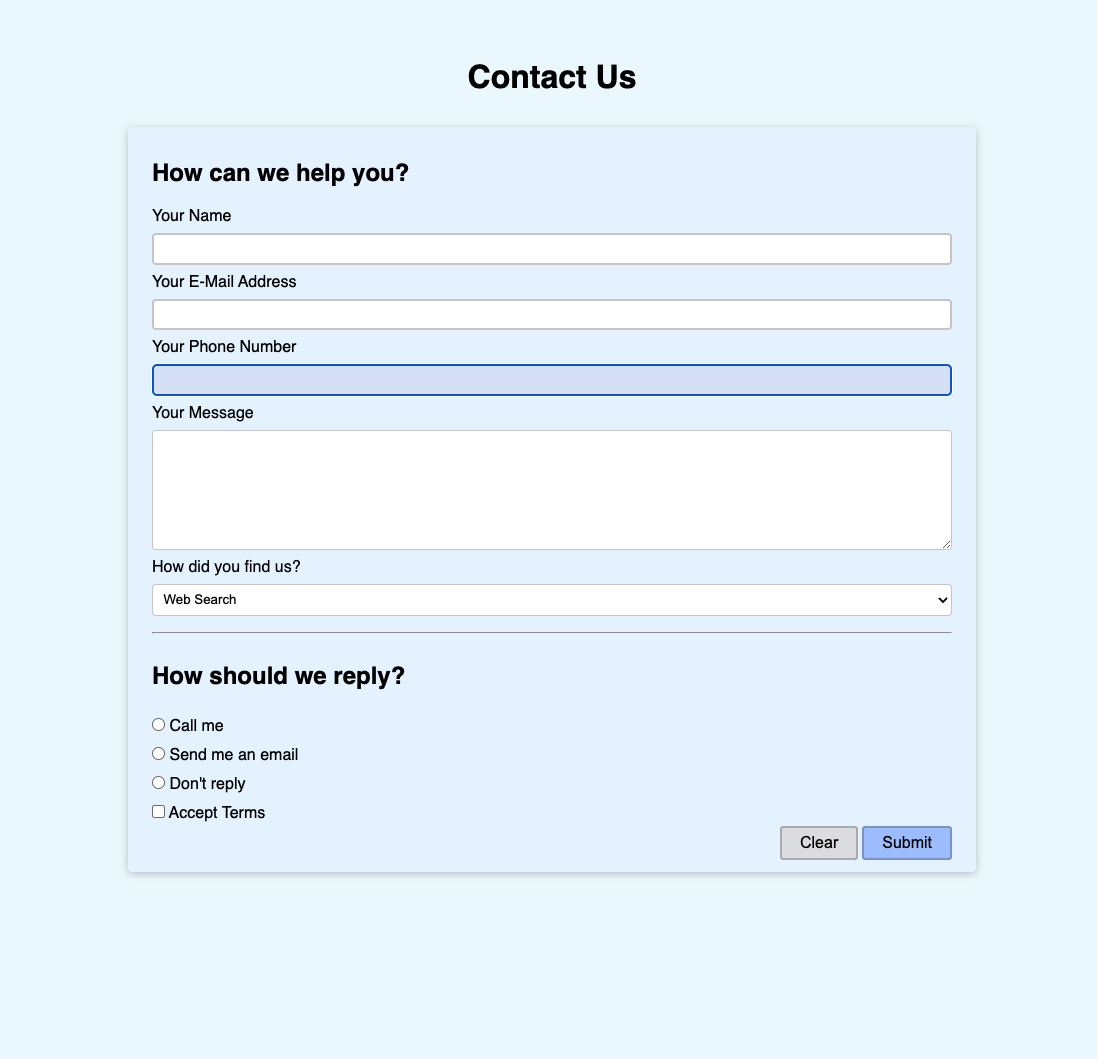 Contact Us
How can we help you?
Your Name
Your E-Mail Address
Your Phone Number
Your Message
How did you find us?
Web Search
How should we reply?
Call me
Send me an email
Don't reply
Accept Terms
Clear Submit